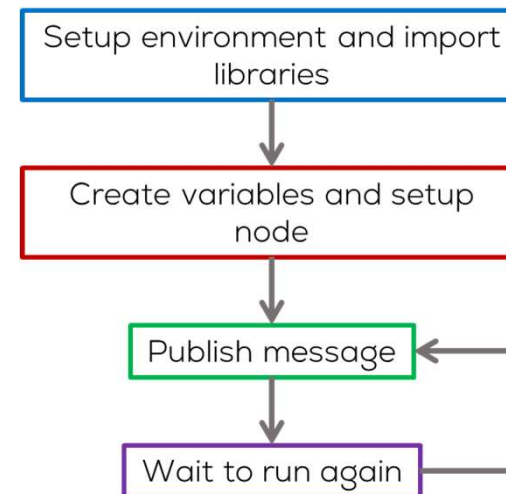 Setup environment and import
libraries
Create variables and setup
node
Publish message
Wait to run again